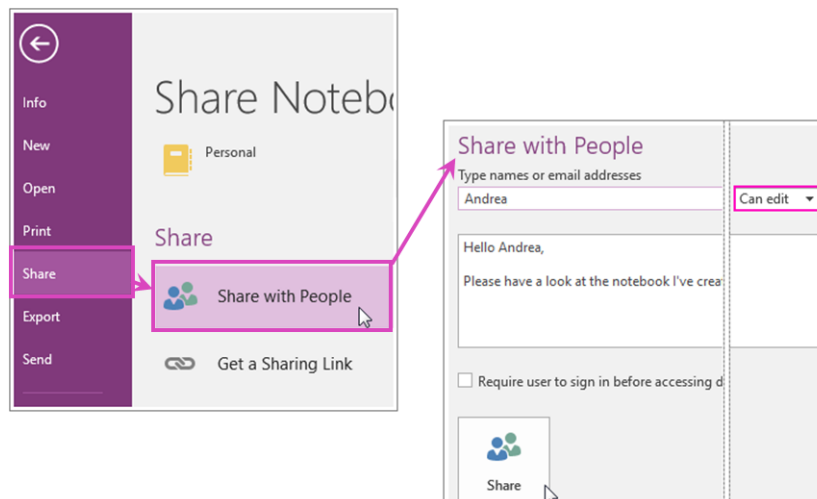 Info
New
Open
Print
Share
Export
Send
Share Noteb
Personal
Share
Share with People
Get a Sharing Link
Share with People
Type names or email addresses
Andrea
Can edit
Hello Andrea,
Please have a look at the notebook I've crea
Require user to sign in before accessing d
Share